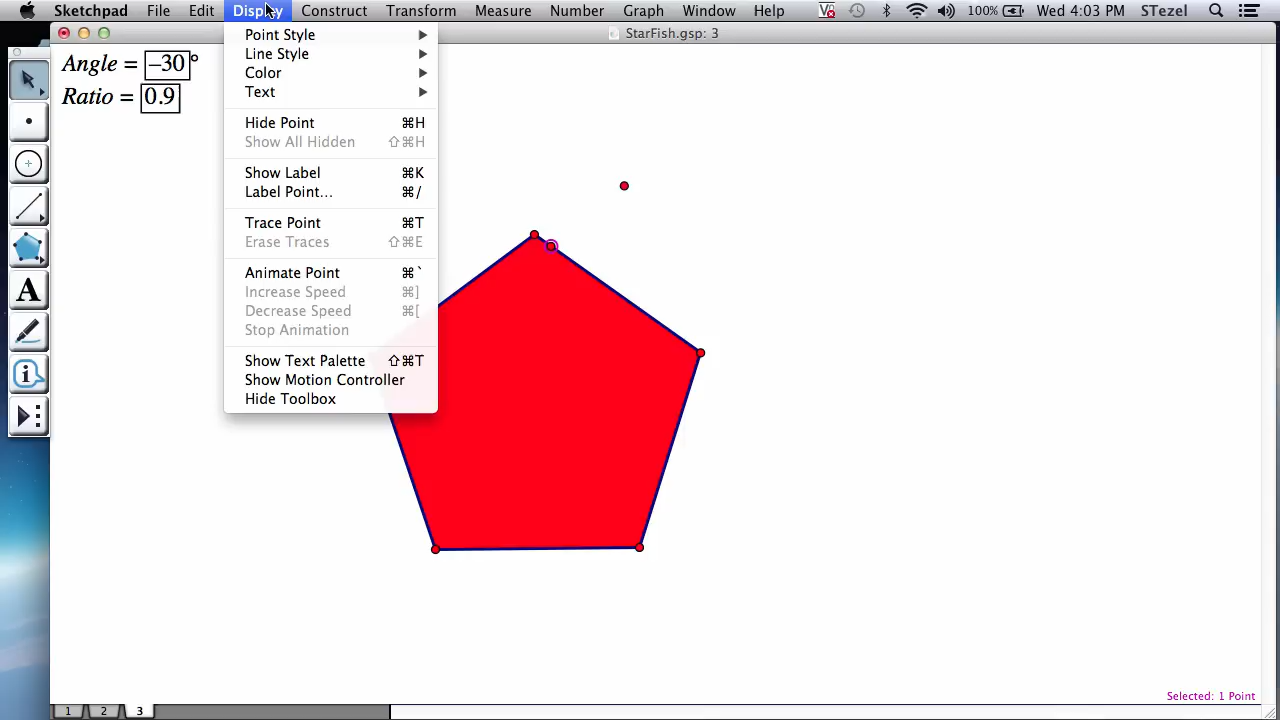 Sketchpad File Edit Display Construct Transform Measure Number Graph Window Help 100% Wed 4:03 PM STezel
StarFish.gsp: 3
Angle = −30°
Ratio = 0.9
Point Style
Line Style
Color
Text
Hide Point ⌘H
Show All Hidden ⇧⌘H
Show Label ⌘K
Label Point... ⌘/
Trace Point ⌘T
Erase Traces ⇧⌘E
Animate Point ⌘`
Increase Speed ⌘]
Decrease Speed ⌘[
Stop Animation
Show Text Palette ⇧⌘T
Show Motion Controller
Hide Toolbox
A
i
Selected: 1 Point
1 2 3